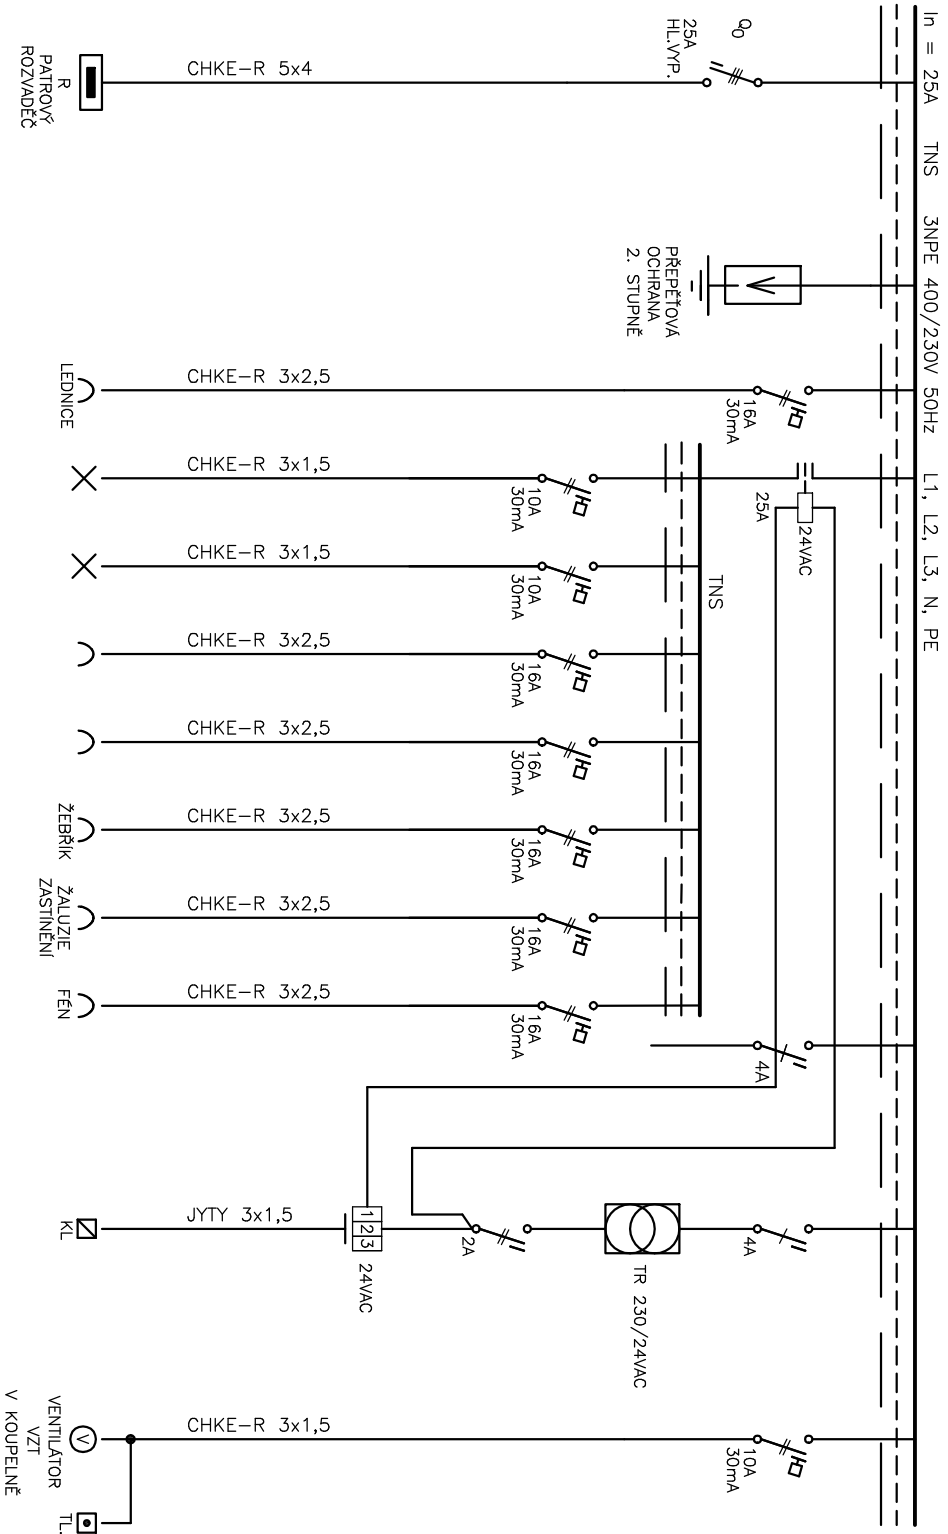 In = 25A TNS 3NPE 400/230V 50Hz L1, L2, L3, N, PE
Q0
25A
HL.VYP.
CHKE-R 5x4
R
PATROVÝ
ROZVADĚČ
PŘEPĚŤOVÁ
OCHRANA
2. STUPNĚ
16A
30mA
CHKE-R 3x2,5
LEDNICE
24VAC
25A
TNS
10A
30mA
CHKE-R 3x1,5
10A
30mA
CHKE-R 3x1,5
16A
30mA
CHKE-R 3x2,5
16A
30mA
CHKE-R 3x2,5
16A
30mA
CHKE-R 3x2,5
ŽEBŘÍK
16A
30mA
CHKE-R 3x2,5
ŽALUZIE
ZASTÍNĚNÍ
16A
30mA
CHKE-R 3x2,5
FÉN
4A
4A
TR 230/24VAC
2A
1 2 3
24VAC
JYTY 3x1,5
KL
10A
30mA
CHKE-R 3x1,5
V
VENTILÁTOR
VZT
V KOUPELNĚ
TL.